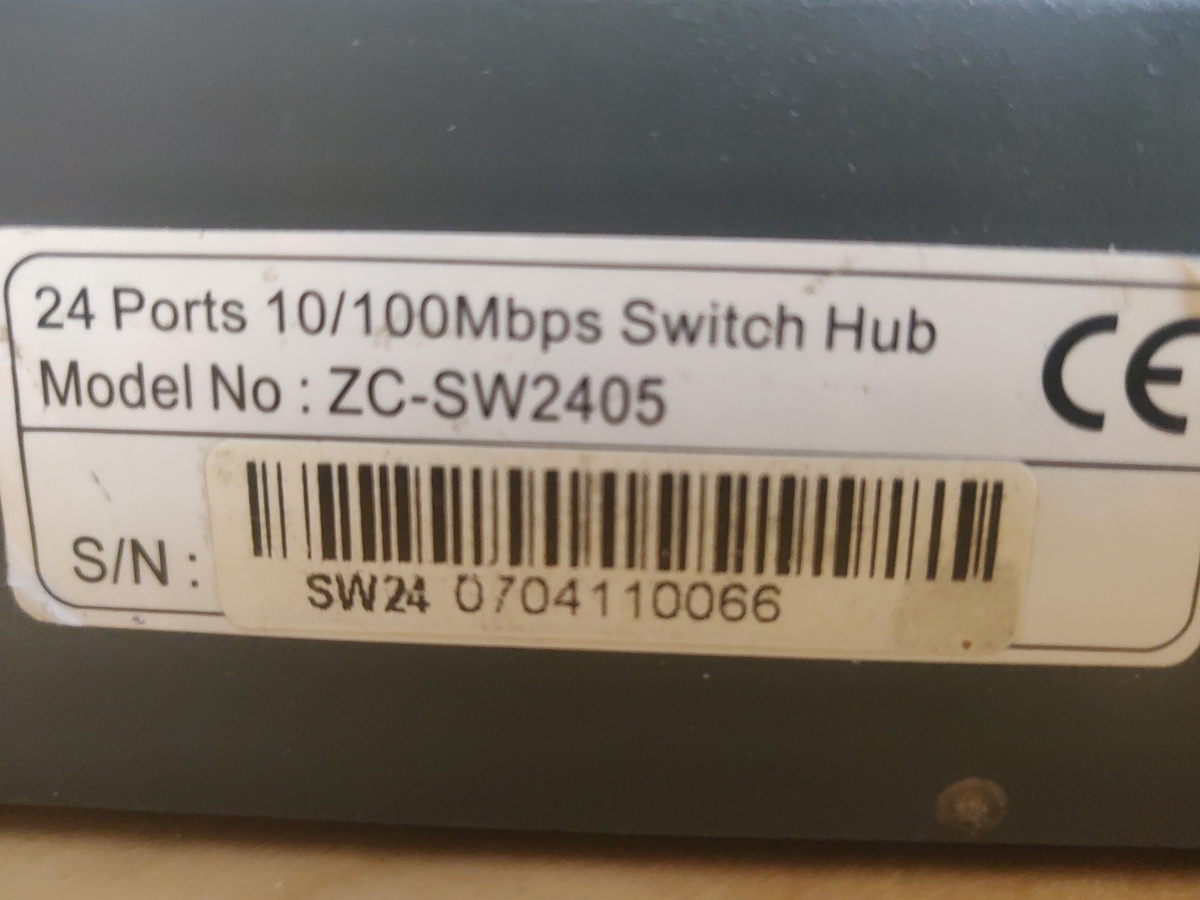 24 Ports 10/100Mbps Switch Hub
Model No : ZC-SW2405
CE
S/N :
SW24 0704110066